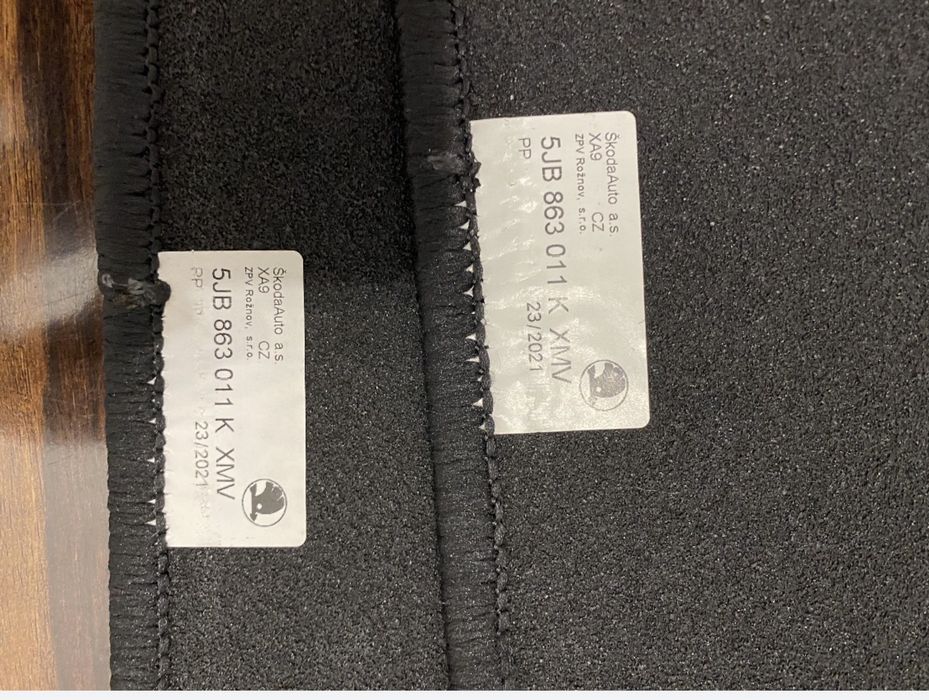 ŠkodaAuto a.s.
XA9 CZ
ZPV Rožnov, s.r.o.
5JB 863 011 K XMV
PP 23/2021
ŠkodaAuto a.s.
XA9 CZ
ZPV Rožnov, s.r.o.
5JB 863 011 K XMV
PP 23/2021